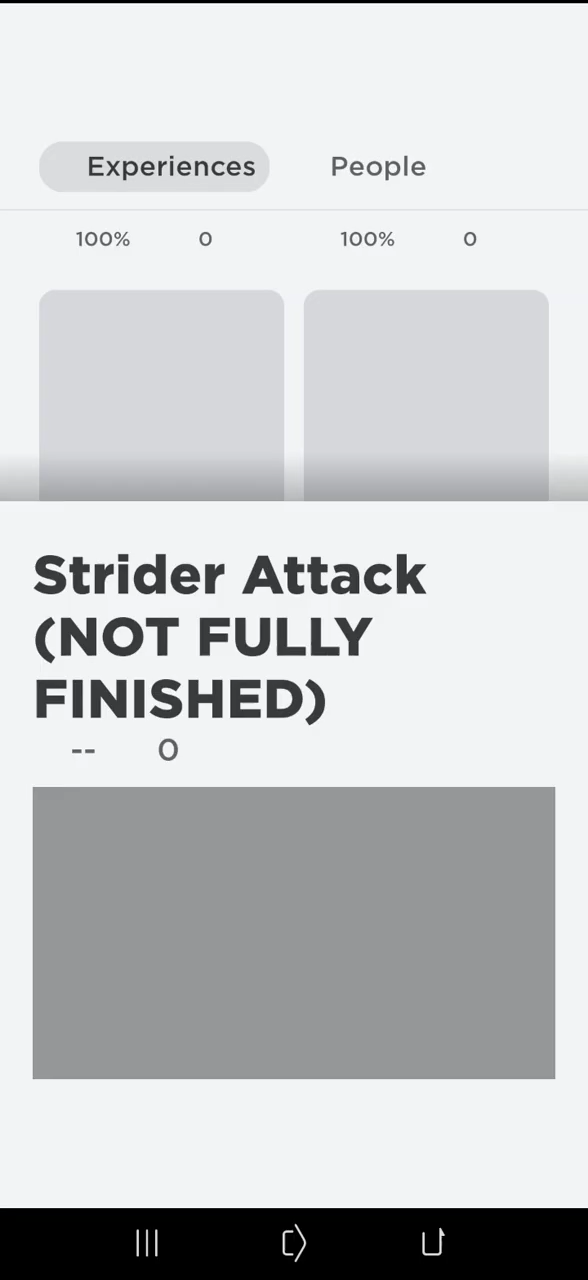 Experiences People
100% 0 100% 0
Strider Attack
(NOT FULLY
FINISHED)
-- 0